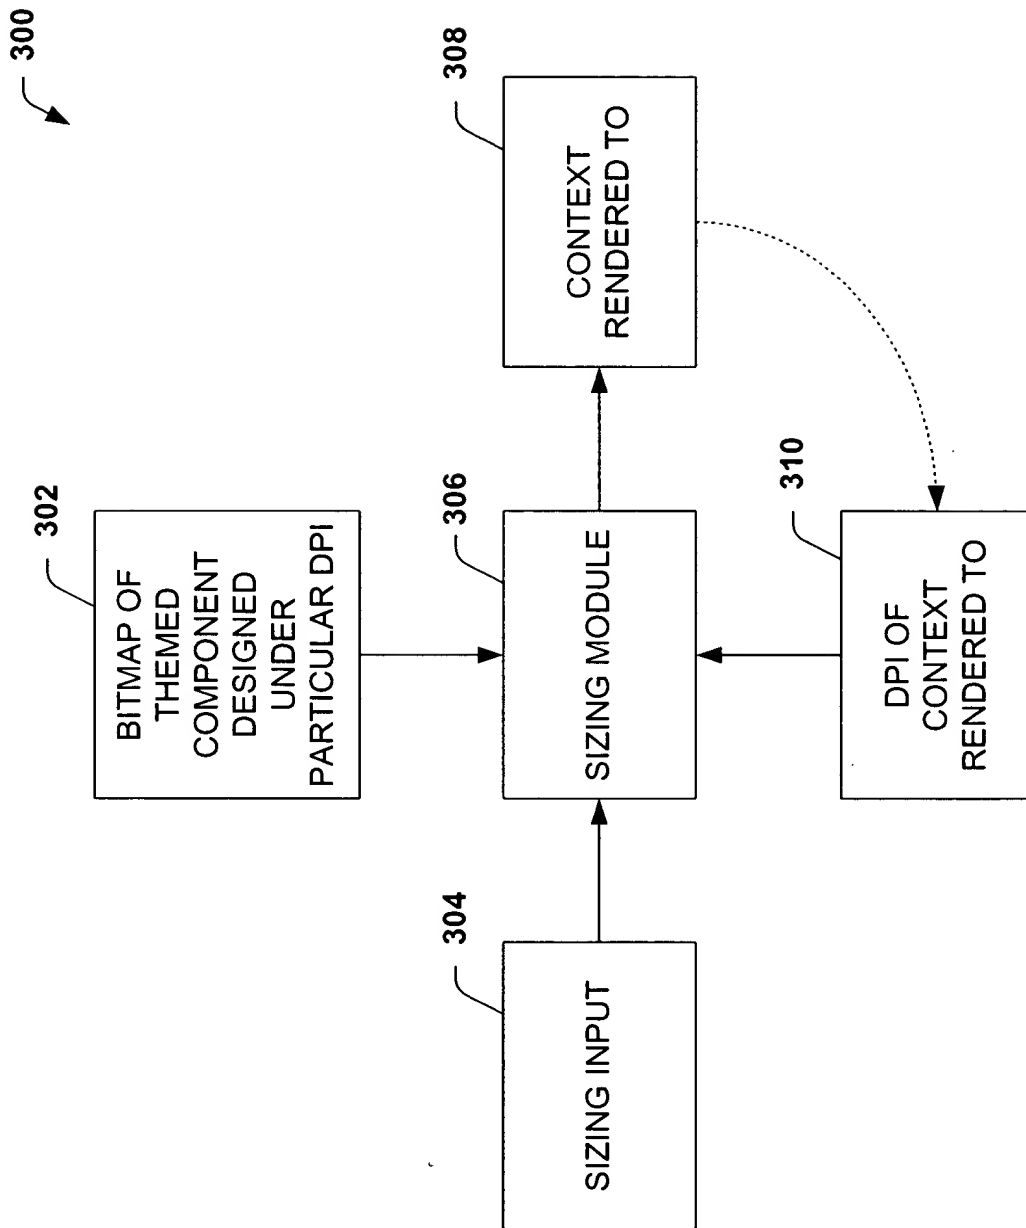 300
302
BITMAP OF
THEMED
COMPONENT
DESIGNED
UNDER
PARTICULAR DPI
304
SIZING INPUT
306
SIZING MODULE
308
CONTEXT
RENDERED TO
310
DPI OF
CONTEXT
RENDERED TO